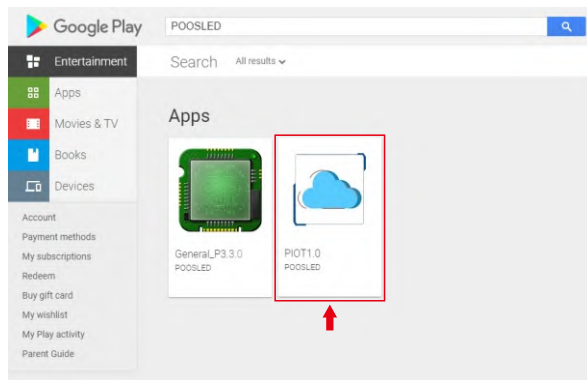 Google Play
POOSLED
Entertainment
Search
All results
Apps
Movies & TV
Books
Devices
Account
Payment methods
My subscriptions
Redeem
Buy gift card
My wishlist
My Play activity
Parent Guide
Apps
General_P3.3.0
POOSLED
PIOT1.0
POOSLED